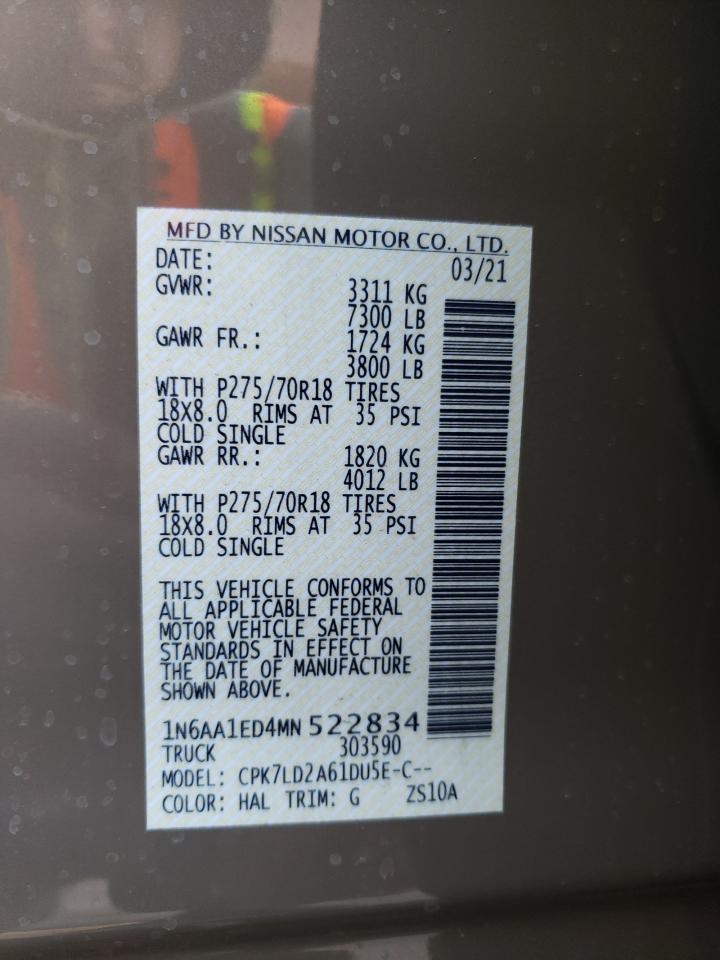 MFD BY NISSAN MOTOR CO., LTD.
DATE: 03/21
GVWR: 3311 KG
7300 LB
GAWR FR.: 1724 KG
3800 LB
WITH P275/70R18 TIRES
18X8.0 RIMS AT 35 PSI
COLD SINGLE
GAWR RR.: 1820 KG
4012 LB
WITH P275/70R18 TIRES
18X8.0 RIMS AT 35 PSI
COLD SINGLE
THIS VEHICLE CONFORMS TO
ALL APPLICABLE FEDERAL
MOTOR VEHICLE SAFETY
STANDARDS IN EFFECT ON
THE DATE OF MANUFACTURE
SHOWN ABOVE.
1N6AA1ED4MN 522834
TRUCK 303590
MODEL: CPK7LD2A61DU5E-C--
COLOR: HAL TRIM: G ZS10A